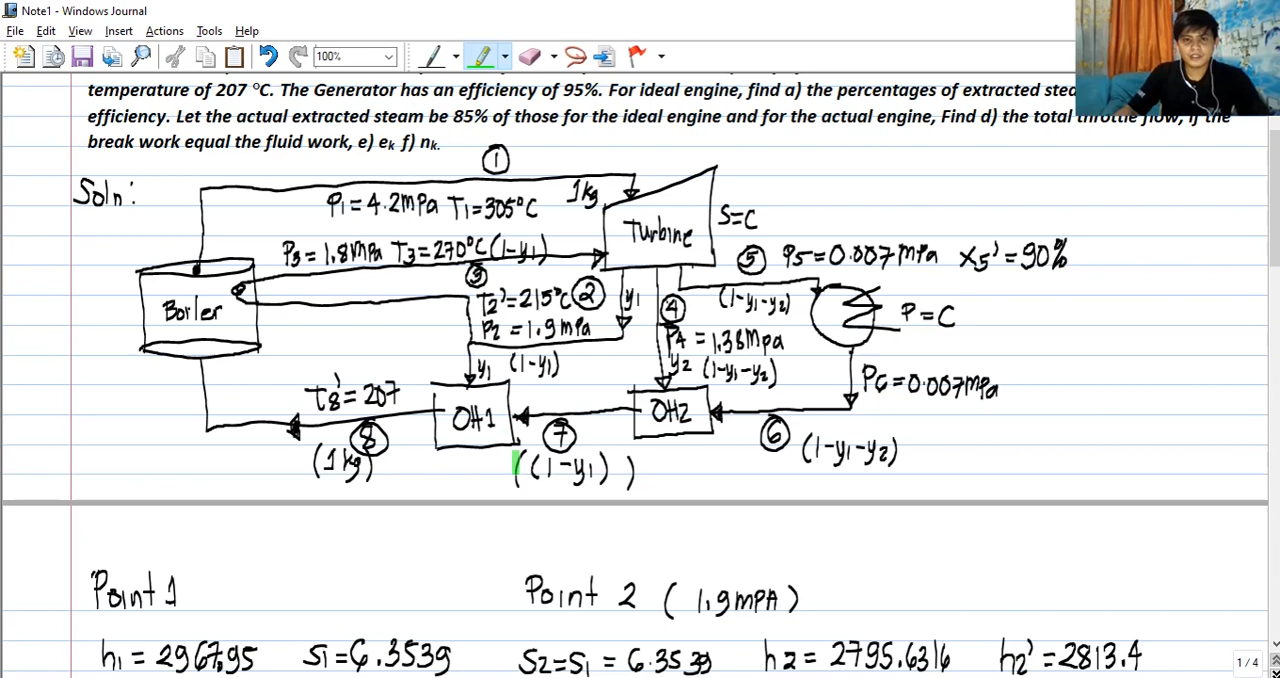 Note1 - Windows Journal
File Edit View Insert Actions Tools Help
100%
temperature of 207 °C. The Generator has an efficiency of 95%. For ideal engine, find a) the percentages of extracted
efficiency. Let the actual extracted steam be 85% of those for the ideal engine and for the actual engine, Find d) the total throttle flow, if the
break work equal the fluid work, e) ek f) nk.
Soln:
1
P1 = 4.2mPa T1 = 305°C
1kg
Turbine
S=C
P3 = 1.8mPa T3 = 270°C (1-y1)
5
P5 = 0.007mPa X5' = 90%
3
Boiler
T2' = 215°C
2
y1
4
(1-y1-y2)
P = C
P2 = 1.9mPa
P4 = 1.38mPa
y1 (1-y1)
y2 (1-y1-y2)
P6 = 0.007mPa
T8' = 207
OH1
OH2
8
7
6
(1-y1-y2)
(1kg)
((1-y1))
Point 1
Point 2 (1.9mPA)
h1 = 2967.95 S1 = 6.3539 S2 = S1 = 6.3539 h2 = 2795.6316 h2' = 2813.4
1 / 4